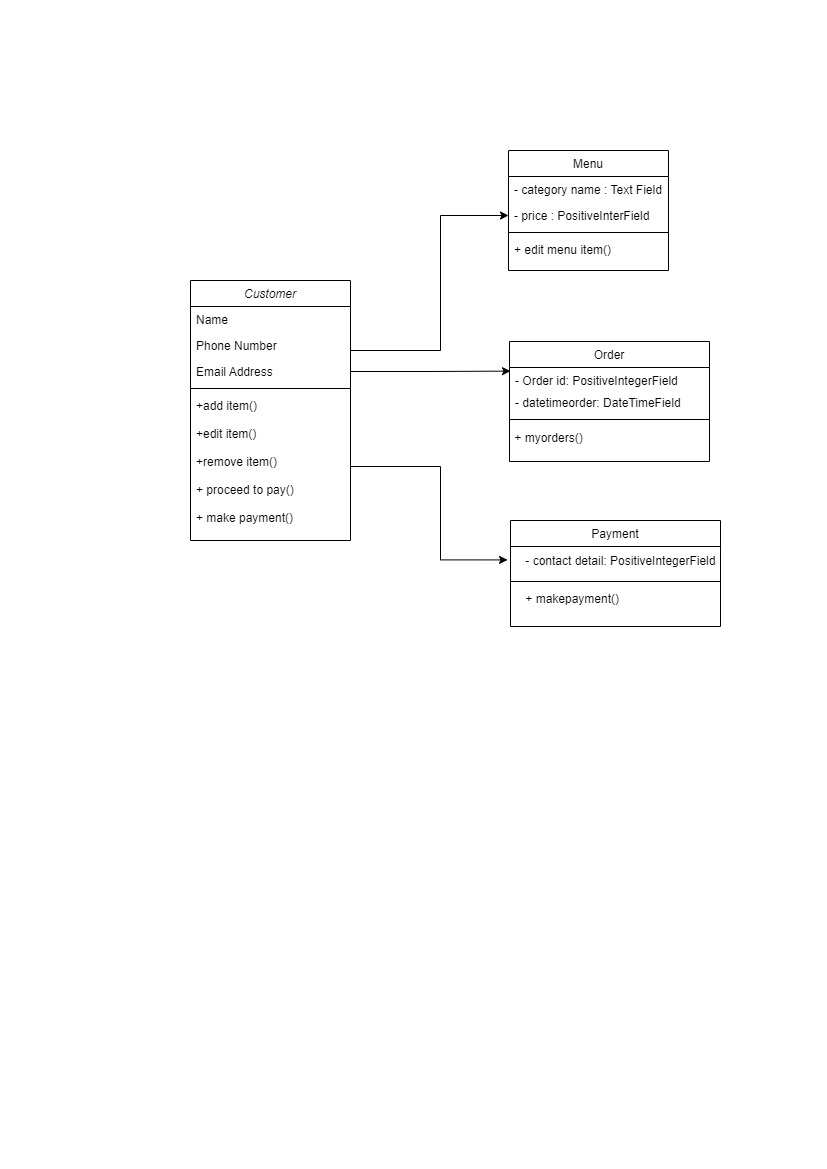 Menu
- category name : Text Field
- price : PositiveInterField
+ edit menu item()
Customer
Name
Phone Number
Email Address
+add item()
+edit item()
+remove item()
+ proceed to pay()
+ make payment()
Order
- Order id: PositiveIntegerField
- datetimeorder: DateTimeField
+ myorders()
Payment
- contact detail: PositiveIntegerField
+ makepayment()